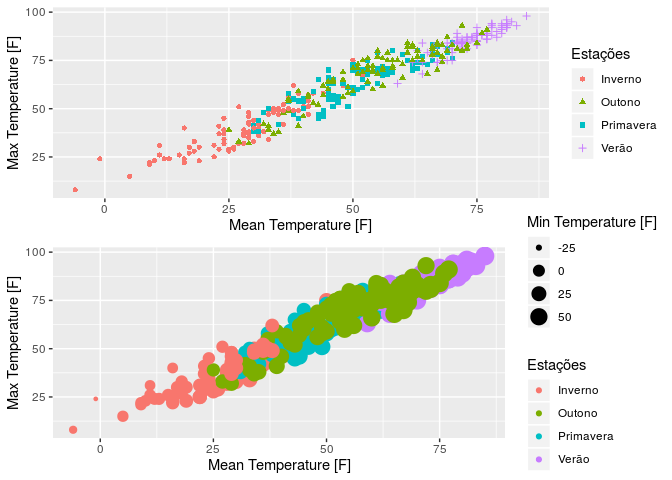 100
75
50
25
Max Temperature [F]
0
25
50
75
Mean Temperature [F]
Estações
Inverno
Outono
Primavera
Verão
100
75
50
25
Max Temperature [F]
0
25
50
75
Mean Temperature [F]
Min Temperature [F]
-25
0
25
50
Estações
Inverno
Outono
Primavera
Verão